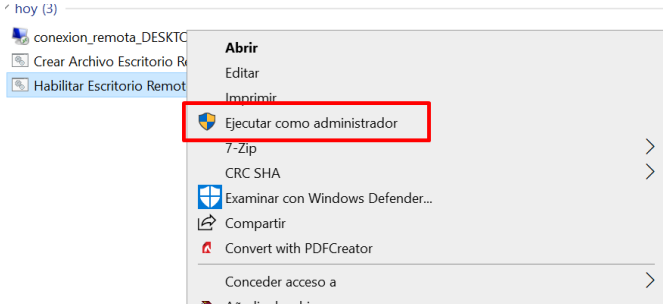 hoy (3)
conexion_remota_DESKTO
Crear Archivo Escritorio Re
Habilitar Escritorio Remot
Abrir
Editar
Imprimir
Ejecutar como administrador
7-Zip
CRC SHA
Examinar con Windows Defender...
Compartir
Convert with PDFCreator
Conceder acceso a